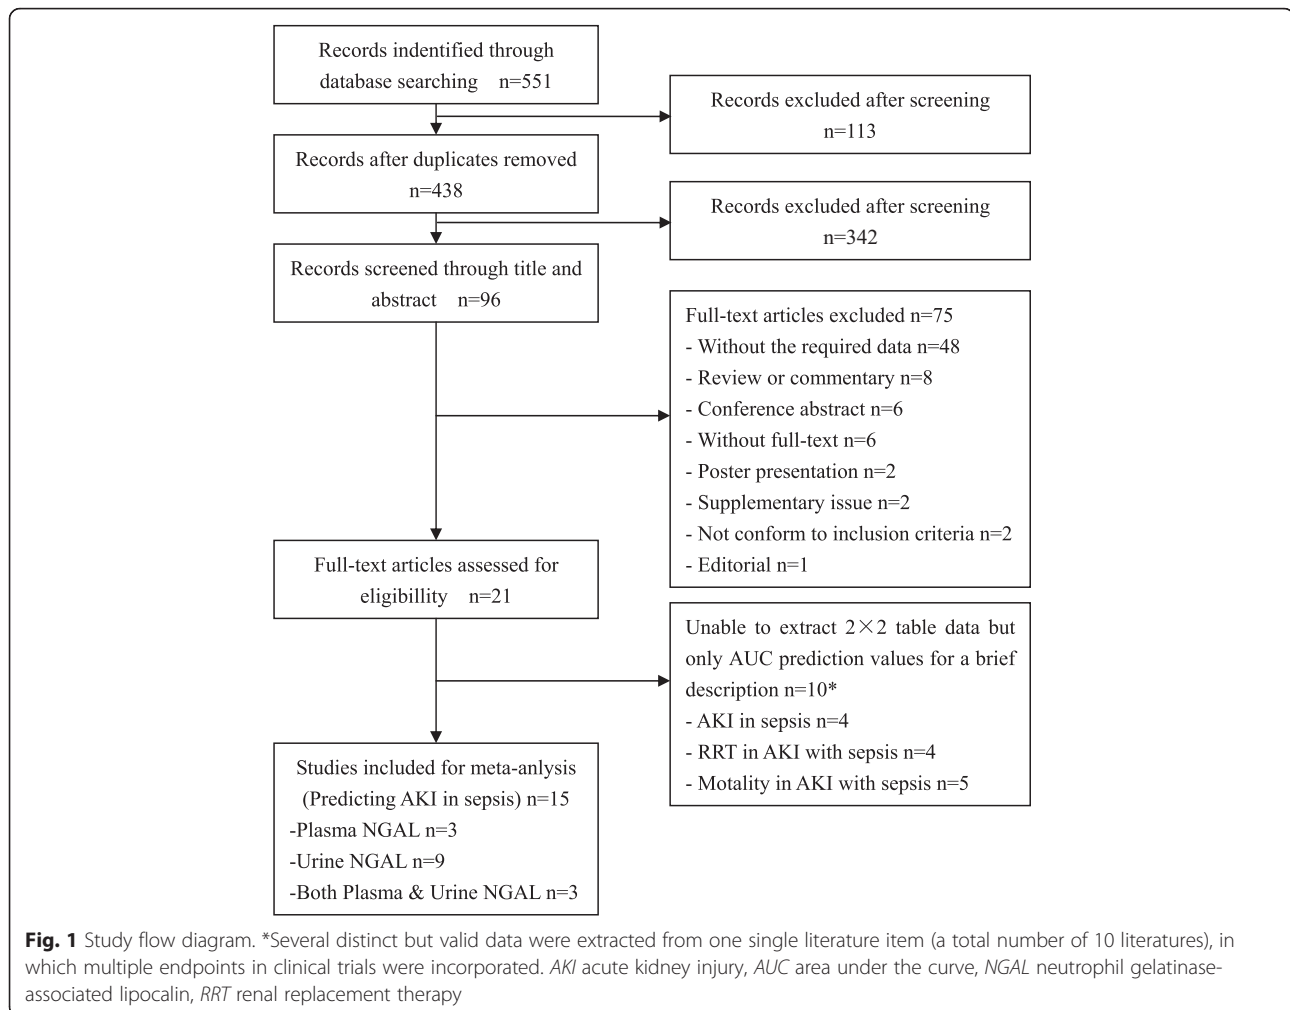 Records indentified through
database searching n=551
Records excluded after screening
n=113
Records after duplicates removed
n=438
Records excluded after screening
n=342
Records screened through title and
abstract n=96
Full-text articles excluded n=75
- Without the required data n=48
- Review or commentary n=8
- Conference abstract n=6
- Without full-text n=6
- Poster presentation n=2
- Supplementary issue n=2
- Not conform to inclusion criteria n=2
- Editorial n=1
Full-text articles assessed for
eligibillity n=21
Unable to extract 2×2 table data but
only AUC prediction values for a brief
description n=10*
- AKI in sepsis n=4
- RRT in AKI with sepsis n=4
- Motality in AKI with sepsis n=5
Studies included for meta-anlysis
(Predicting AKI in sepsis) n=15
-Plasma NGAL n=3
-Urine NGAL n=9
-Both Plasma & Urine NGAL n=3
Fig. 1 Study flow diagram. *Several distinct but valid data were extracted from one single literature item (a total number of 10 literatures), in
which multiple endpoints in clinical trials were incorporated. AKI acute kidney injury, AUC area under the curve, NGAL neutrophil gelatinase-
associated lipocalin, RRT renal replacement therapy